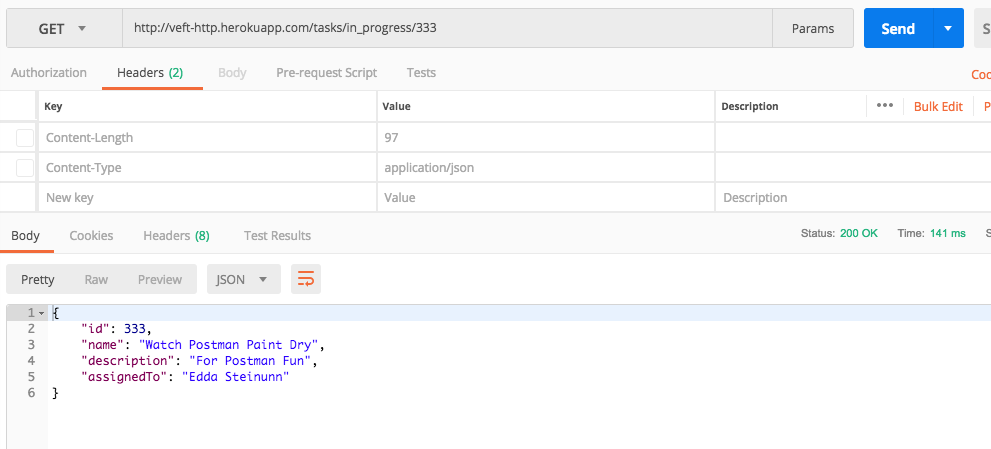 GET http://veft-http.herokuapp.com/tasks/in_progress/333 Params Send S
Authorization Headers (2) Body Pre-request Script Tests Coo
Key Value Description ••• Bulk Edit P
Content-Length 97
Content-Type application/json
New key Value Description
Body Cookies Headers (8) Test Results Status: 200 OK Time: 141 ms S
Pretty Raw Preview JSON
1 {
2 "id": 333,
3 "name": "Watch Postman Paint Dry",
4 "description": "For Postman Fun",
5 "assignedTo": "Edda Steinunn"
6 }